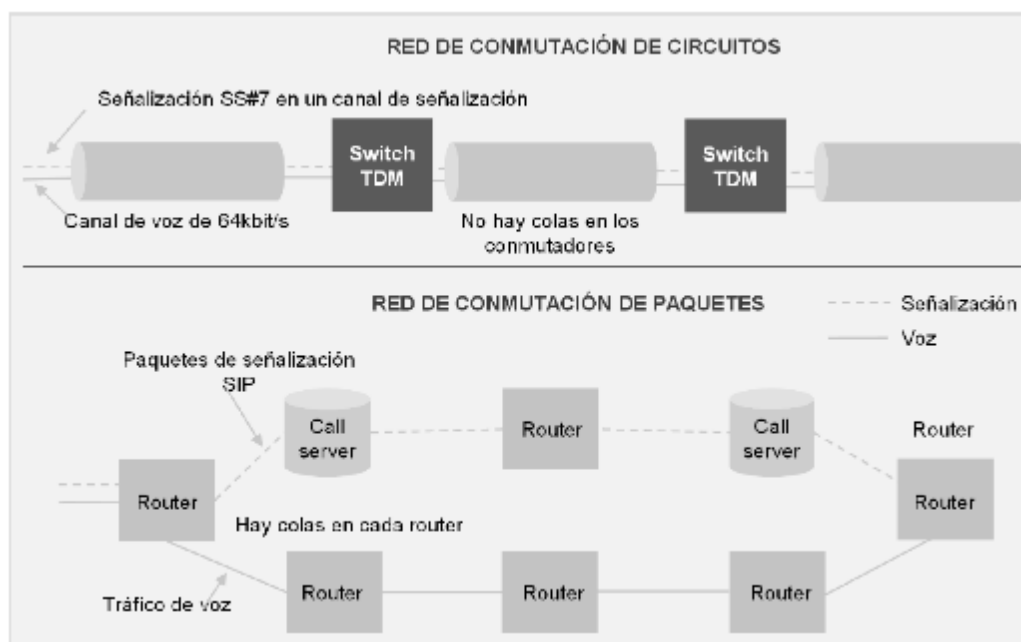 RED DE CONMUTACIÓN DE CIRCUITOS
Señalización SS#7 en un canal de señalización
Switch
TDM
Switch
TDM
Canal de voz de 64kbit/s
No hay colas en los
conmutadores
RED DE CONMUTACIÓN DE PAQUETES
Señalización
Voz
Paquetes de señalización
SIP
Call
server
Router
Call
server
Router
Router
Router
Hay colas en cada router
Router
Router
Router
Tráfico de voz